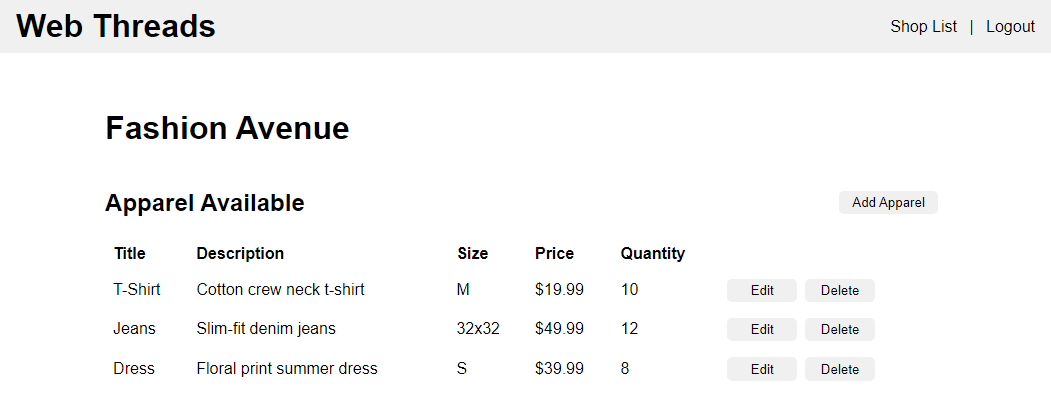 Web Threads Shop List | Logout
Fashion Avenue
Apparel Available Add Apparel
Title Description Size Price Quantity
T-Shirt Cotton crew neck t-shirt M $19.99 10 Edit Delete
Jeans Slim-fit denim jeans 32x32 $49.99 12 Edit Delete
Dress Floral print summer dress S $39.99 8 Edit Delete